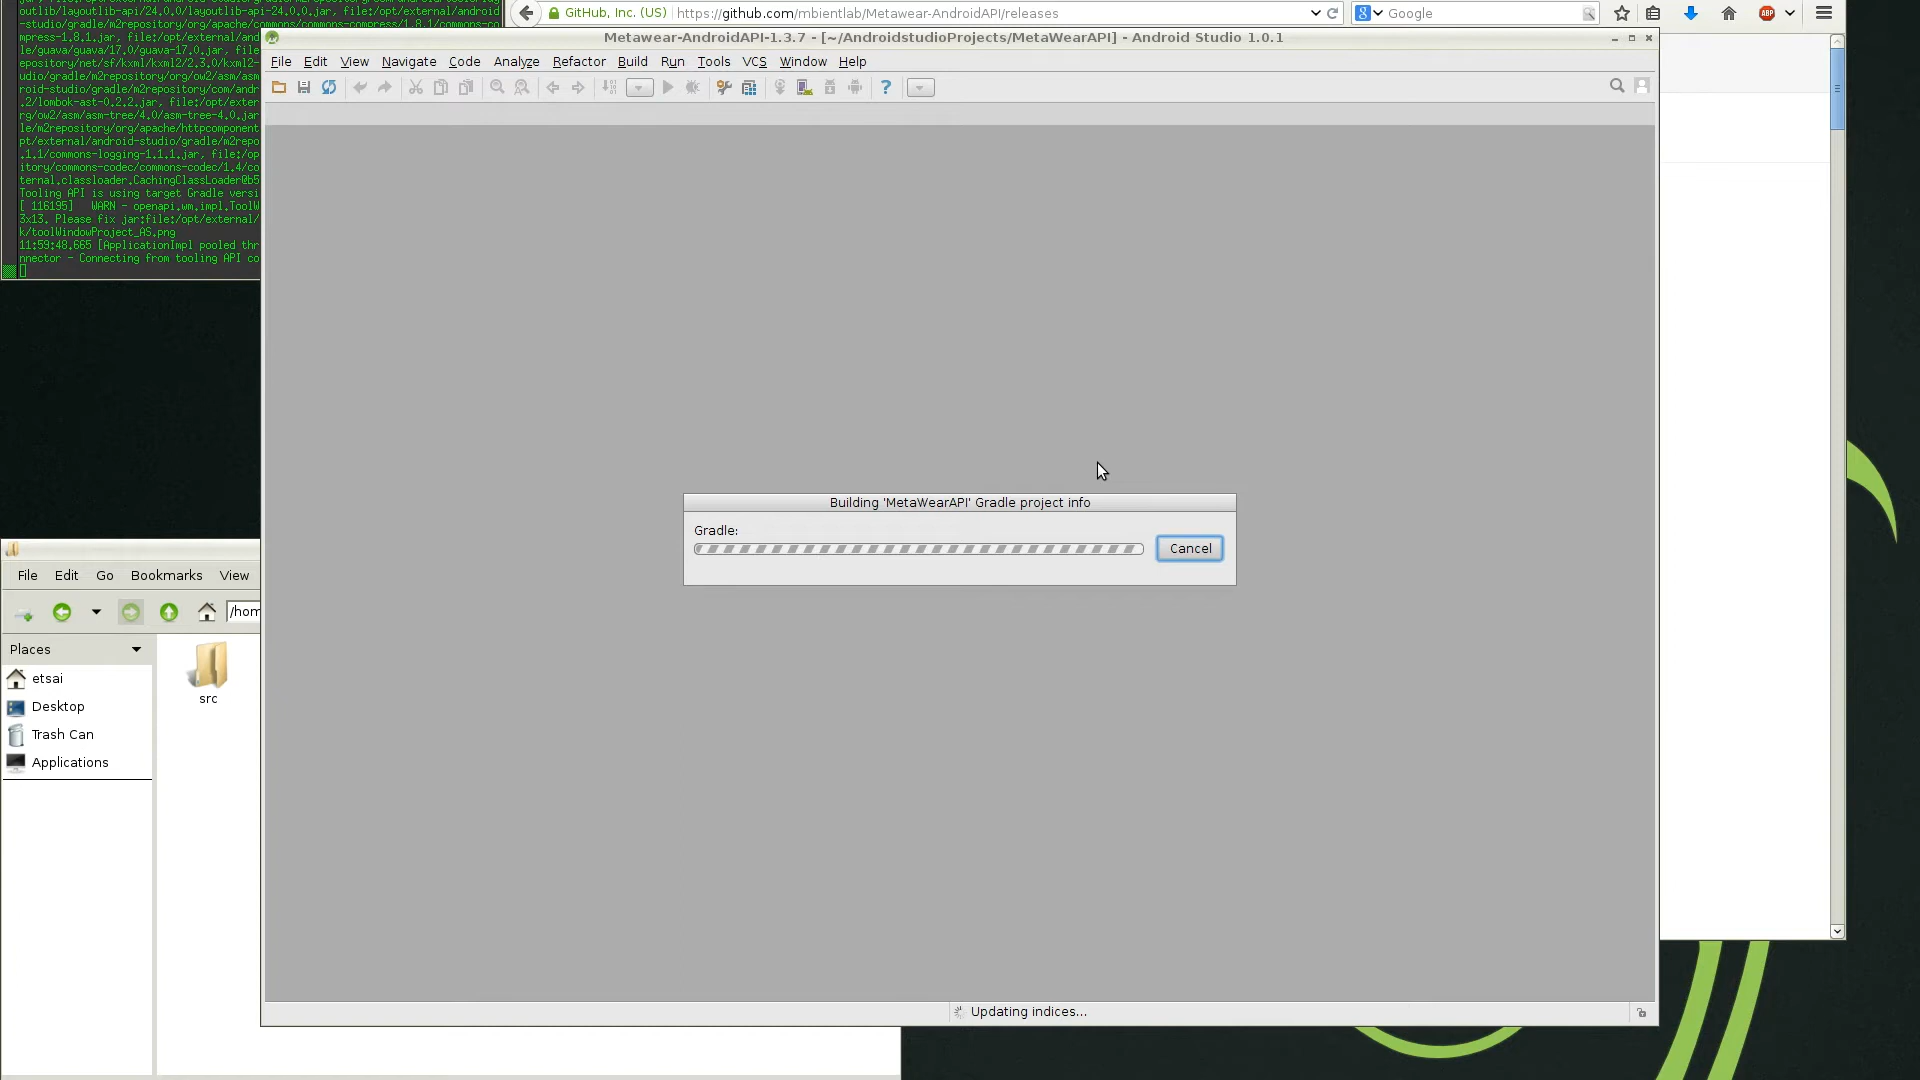 outlib/layoutlib-api/24.0.0/layoutlib-api-24.0.0.jar, file:/opt/external/android
-studio/gradle/m2repository/org/apache/commons/commons-compress/1.8.1/commons-co
mpress-1.8.1.jar, file:/opt/external/and
le/guava/guava/17.0/guava-17.0.jar, file
repository/net/sf/kxml/kxml2/2.3.0/kxml2-
udio/gradle/m2repository/org/ow2/asm/asm
roid-studio/gradle/m2repository/com/andr
.2/lombok-ast-0.2.2.jar, file:/opt/exter
rg/ow2/asm/asm-tree/4.0/asm-tree-4.0.jar
le/m2repository/org/apache/httpcomponent
pt/external/android-studio/gradle/m2repo
.1.1/commons-logging-1.1.1.jar, file:/op
itory/commons-codec/commons-codec/1.4/co
ternal.classloader.CachingClassLoader@b5
Tooling API is using target Gradle versi
[ 116195]   WARN - openapi.wm.impl.ToolW
3x13. Please fix jar:file:/opt/external/
k/toolWindowProject_AS.png
11:59:48.665 [ApplicationImpl pooled thr
nnector - Connecting from tooling API co
GitHub, Inc. (US) https://github.com/mbientlab/Metawear-AndroidAPI/releases Google
Metawear-AndroidAPI-1.3.7 - [~/AndroidstudioProjects/MetaWearAPI] - Android Studio 1.0.1
File Edit View Navigate Code Analyze Refactor Build Run Tools VCS Window Help
Building 'MetaWearAPI' Gradle project info
Gradle:
Cancel
Updating indices...
File Edit Go Bookmarks View
/hom
Places
etsai
Desktop
Trash Can
Applications
src